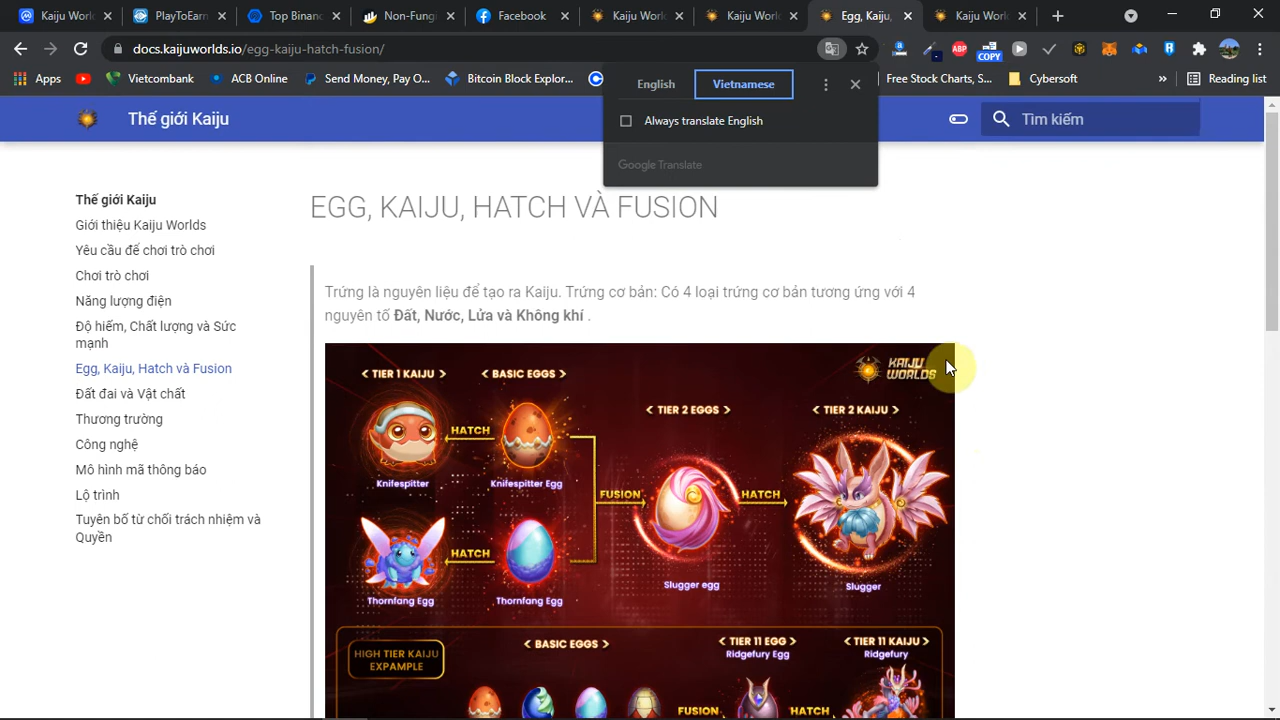 Kaiju Worl
PlayToEarn
Top Binanc
Non-Fungi
Facebook
Kaiju Worl
Kaiju Worl
Egg, Kaiju,
Kaiju Worl
docs.kaijuworlds.io/egg-kaiju-hatch-fusion/
ABP
COPY
Apps
Vietcombank
ACB Online
Send Money, Pay O...
Bitcoin Block Explor...
Free Stock Charts, S...
Cybersoft
»
Reading list
English
Vietnamese
Always translate English
Google Translate
Thế giới Kaiju
Tìm kiếm
Thế giới Kaiju
Giới thiệu Kaiju Worlds
Yêu cầu để chơi trò chơi
Chơi trò chơi
Năng lượng điện
Độ hiếm, Chất lượng và Sức
mạnh
Egg, Kaiju, Hatch và Fusion
Đất đai và Vật chất
Thương trường
Công nghệ
Mô hình mã thông báo
Lộ trình
Tuyên bố từ chối trách nhiệm và
Quyền
EGG, KAIJU, HATCH VÀ FUSION
Trứng là nguyên liệu để tạo ra Kaiju. Trứng cơ bản: Có 4 loại trứng cơ bản tương ứng với 4
nguyên tố Đất, Nước, Lửa và Không khí .
< TIER 1 KAIJU >
< BASIC EGGS >
KAIJU
WORLDS
< TIER 2 EGGS >
< TIER 2 KAIJU >
HATCH
Knifespitter
Knifespitter Egg
FUSION
HATCH
HATCH
Thornfang Egg
Thornfang Egg
Slugger egg
Slugger
HIGH TIER KAIJU
EXPAMPLE
< BASIC EGGS >
< TIER 11 EGG >
Ridgefury Egg
< TIER 11 KAIJU >
Ridgefury
FUSION
HATCH